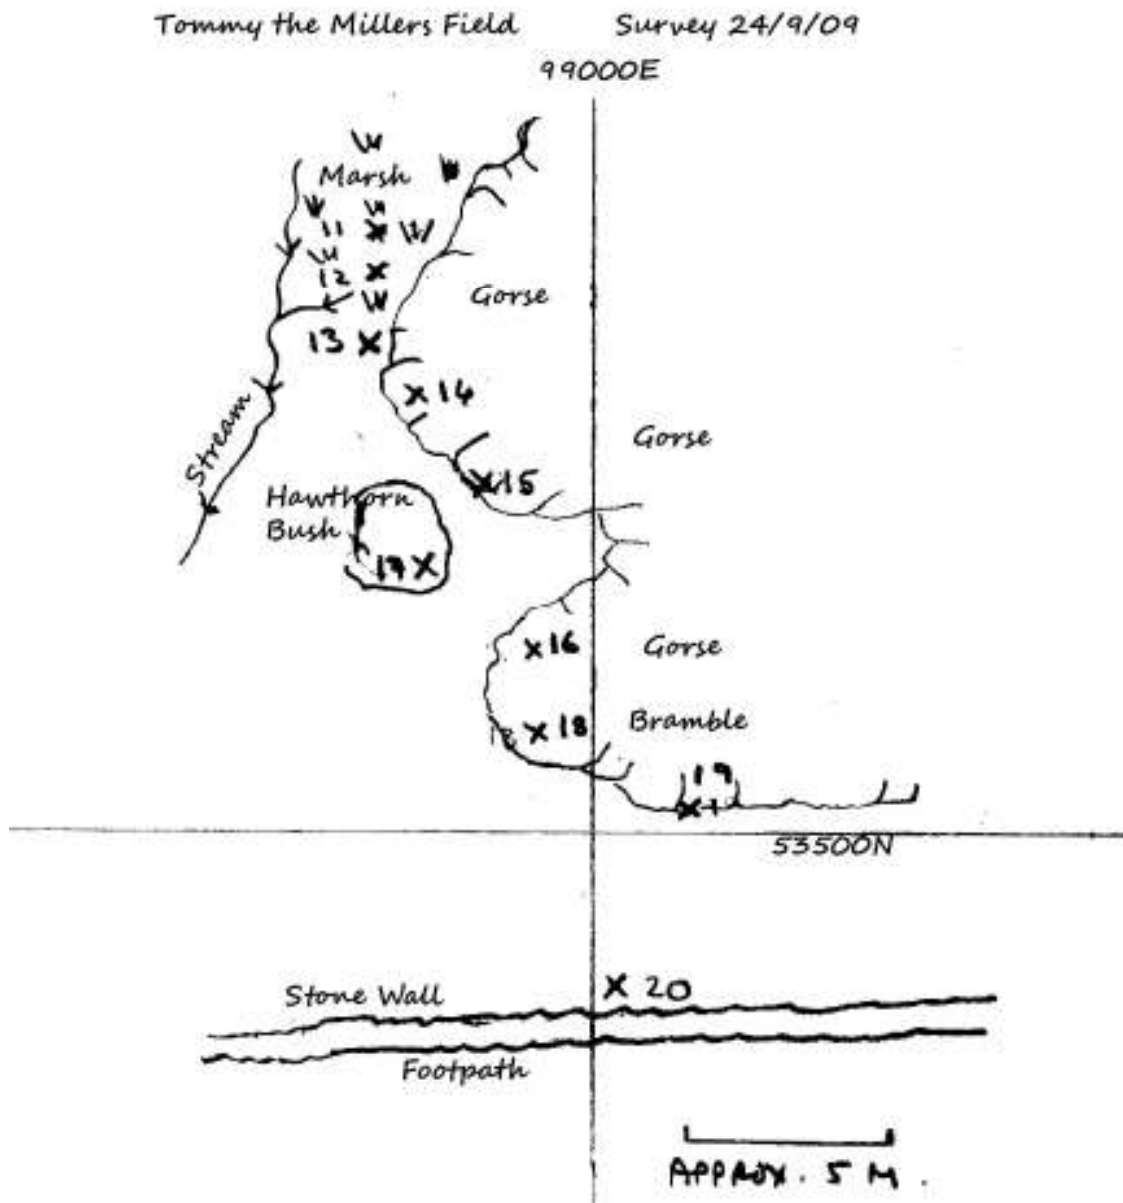 Tommy the Millers Field Survey 24/9/09
99000E
Marsh
11
12
Gorse
13
14
Stream
Gorse
15
Hawthorn
Bush
17
16
Gorse
18
Bramble
19
53500N
20
Stone Wall
Footpath
APPROX. 5 M.